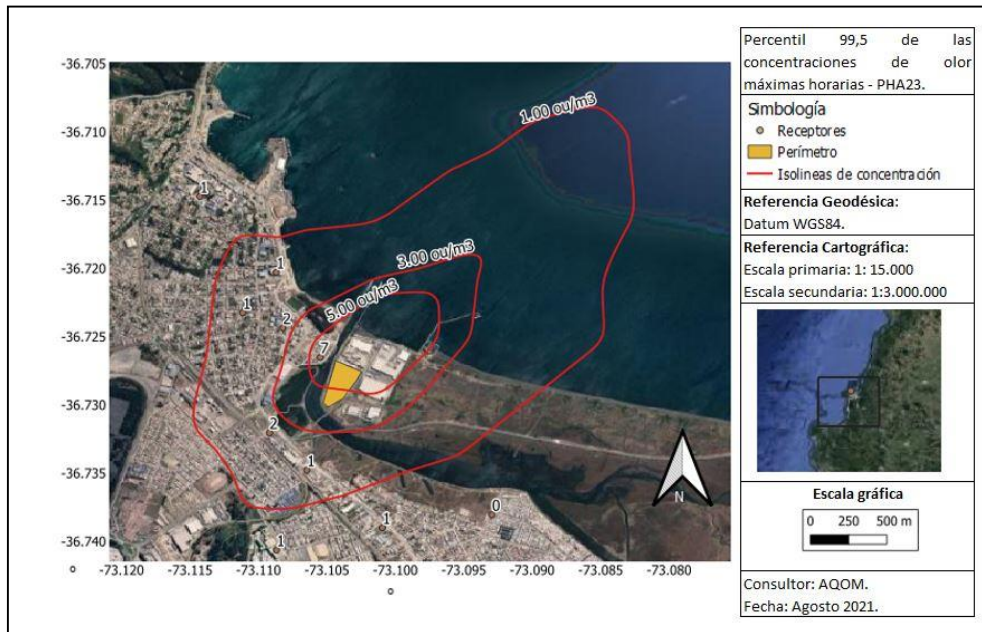 -36.705
-36.710
-36.715
-36.720
-36.725
-36.730
-36.735
-36.740
1.00 ou/m3
3.00 ou/m3
5.00 ou/m3
1
1
1
2
7
2
1
0
1
1
N
° -73.120 -73.115 -73.110 -73.105 -73.100 -73.095 -73.090 -73.085 -73.080
°
Percentil 99,5 de las
concentraciones de olor
máximas horarias - PHA23.
Simbología
Receptores
Perímetro
Isolineas de concentración
Referencia Geodésica:
Datum WGS84.
Referencia Cartográfica:
Escala primaria: 1: 15.000
Escala secundaria: 1:3.000.000
Escala gráfica
0 250 500 m
Consultor: AQOM.
Fecha: Agosto 2021.